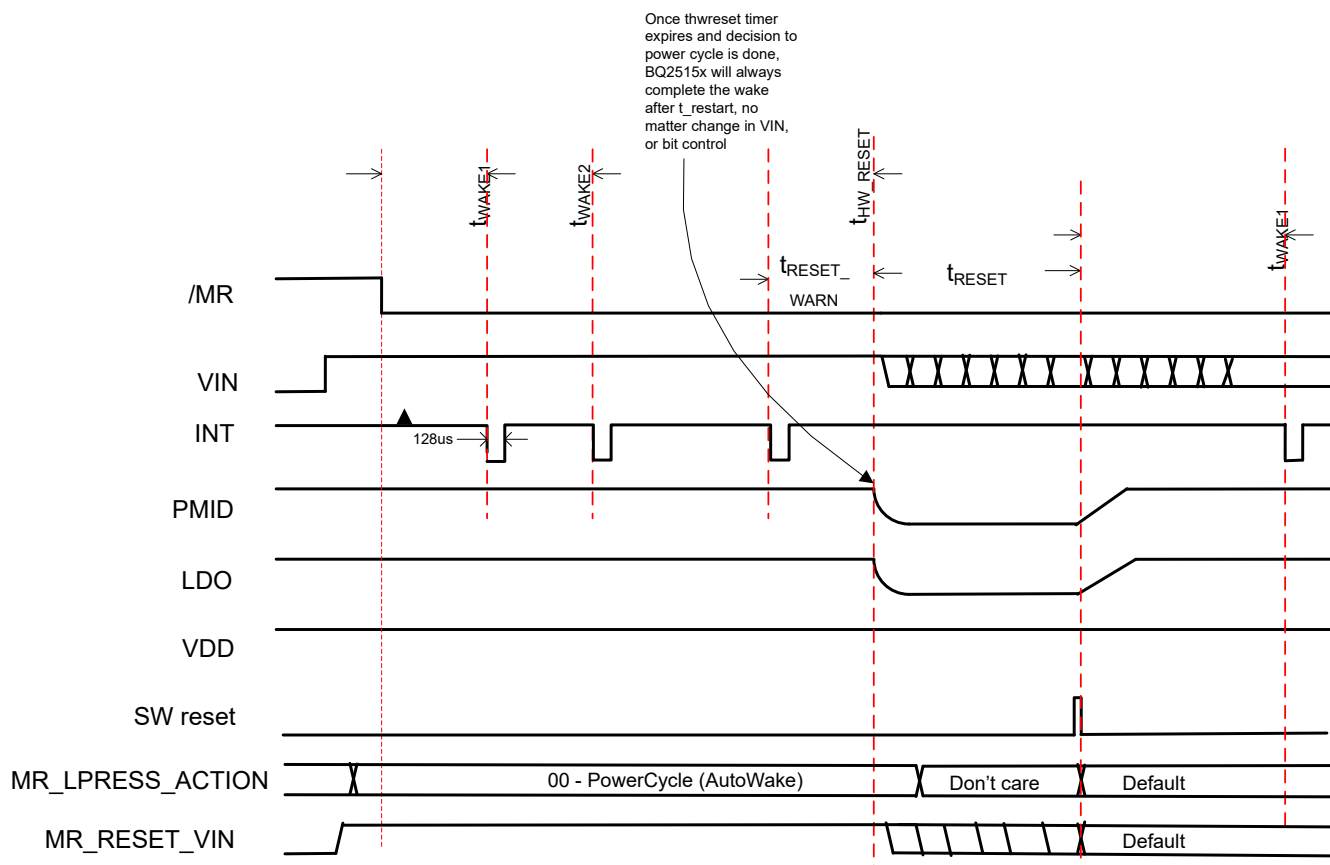 Once thwreset timer
expires and decision to
power cycle is done,
BQ2515x will always
complete the wake
after t_restart, no
matter change in VIN,
or bit control
tWAKE1
tWAKE2
tHW_RESET
tWAKE1
tRESET_
WARN
tRESET
/MR
VIN
INT
128us
PMID
LDO
VDD
SW reset
MR_LPRESS_ACTION
00 - PowerCycle (AutoWake)
Don't care
Default
MR_RESET_VIN
Default